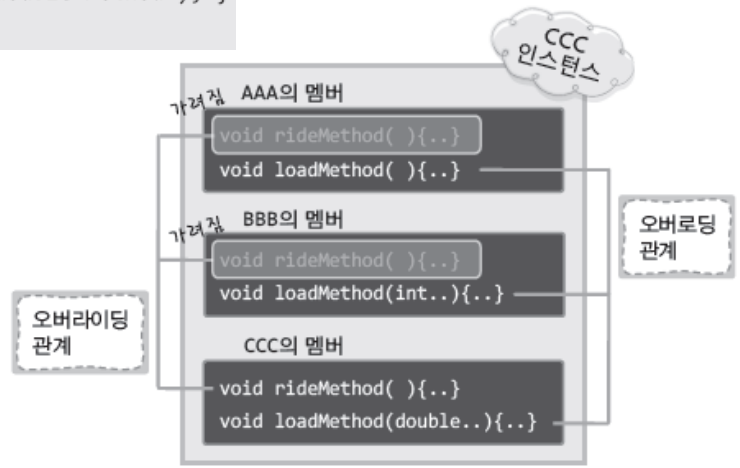 CCC
인스턴스
가려짐 AAA의 멤버
void rideMethod( ){..}
void loadMethod( ){..}
가려짐 BBB의 멤버
void rideMethod( ){..}
void loadMethod(int..){..}
오버로딩
관계
오버라이딩
관계
CCC의 멤버
void rideMethod( ){..}
void loadMethod(double..){..}